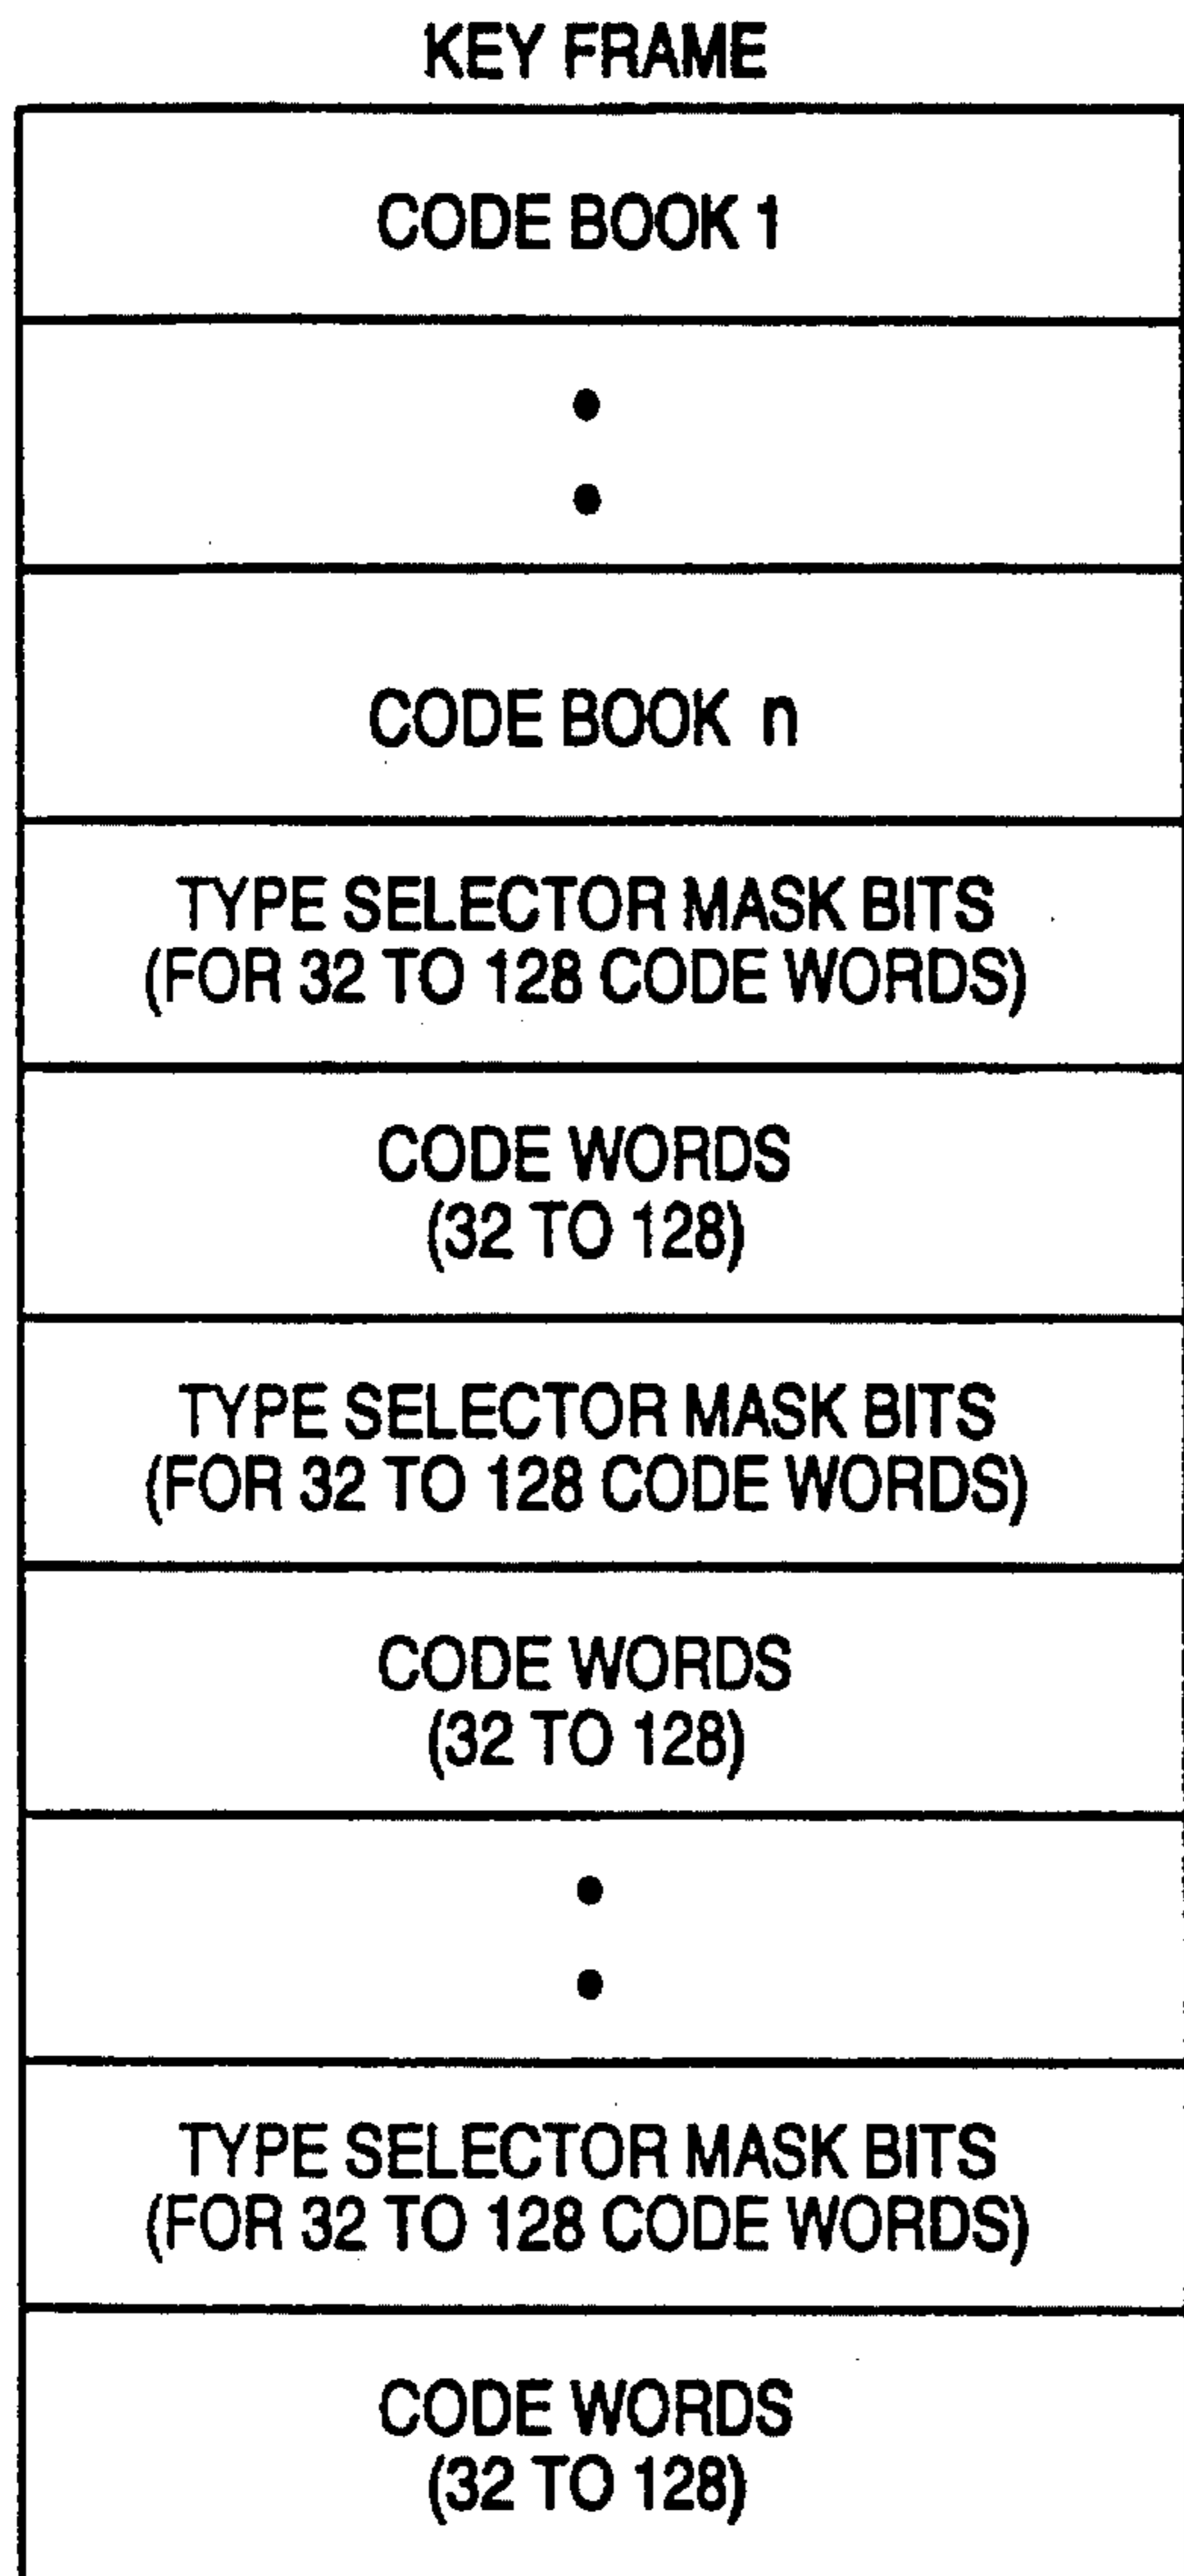 KEY FRAME
CODE BOOK 1
CODE BOOK n
TYPE SELECTOR MASK BITS
(FOR 32 TO 128 CODE WORDS)
CODE WORDS
(32 TO 128)
TYPE SELECTOR MASK BITS
(FOR 32 TO 128 CODE WORDS)
CODE WORDS
(32 TO 128)
TYPE SELECTOR MASK BITS
(FOR 32 TO 128 CODE WORDS)
CODE WORDS
(32 TO 128)